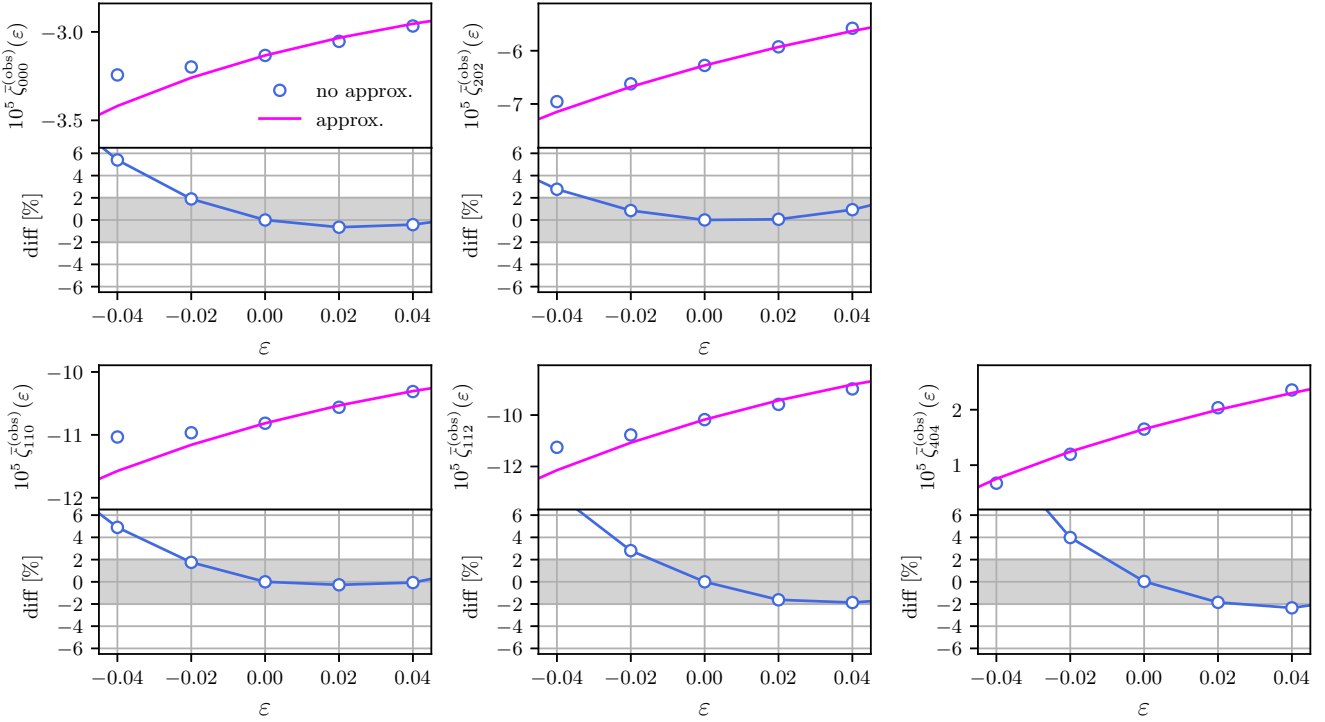 10⁵ ζ̄₀₀₀^(obs)(ε)
−3.0
−3.5
no approx.
approx.
diff [%]
6
4
2
0
−2
−4
−6
−0.04 −0.02 0.00 0.02 0.04
ε
10⁵ ζ̄₂₀₂^(obs)(ε)
−6
−7
diff [%]
6
4
2
0
−2
−4
−6
−0.04 −0.02 0.00 0.02 0.04
ε
10⁵ ζ̄₁₁₀^(obs)(ε)
−10
−11
−12
diff [%]
6
4
2
0
−2
−4
−6
−0.04 −0.02 0.00 0.02 0.04
ε
10⁵ ζ̄₁₁₂^(obs)(ε)
−10
−12
diff [%]
6
4
2
0
−2
−4
−6
−0.04 −0.02 0.00 0.02 0.04
ε
10⁵ ζ̄₄₀₄^(obs)(ε)
2
1
diff [%]
6
4
2
0
−2
−4
−6
−0.04 −0.02 0.00 0.02 0.04
ε